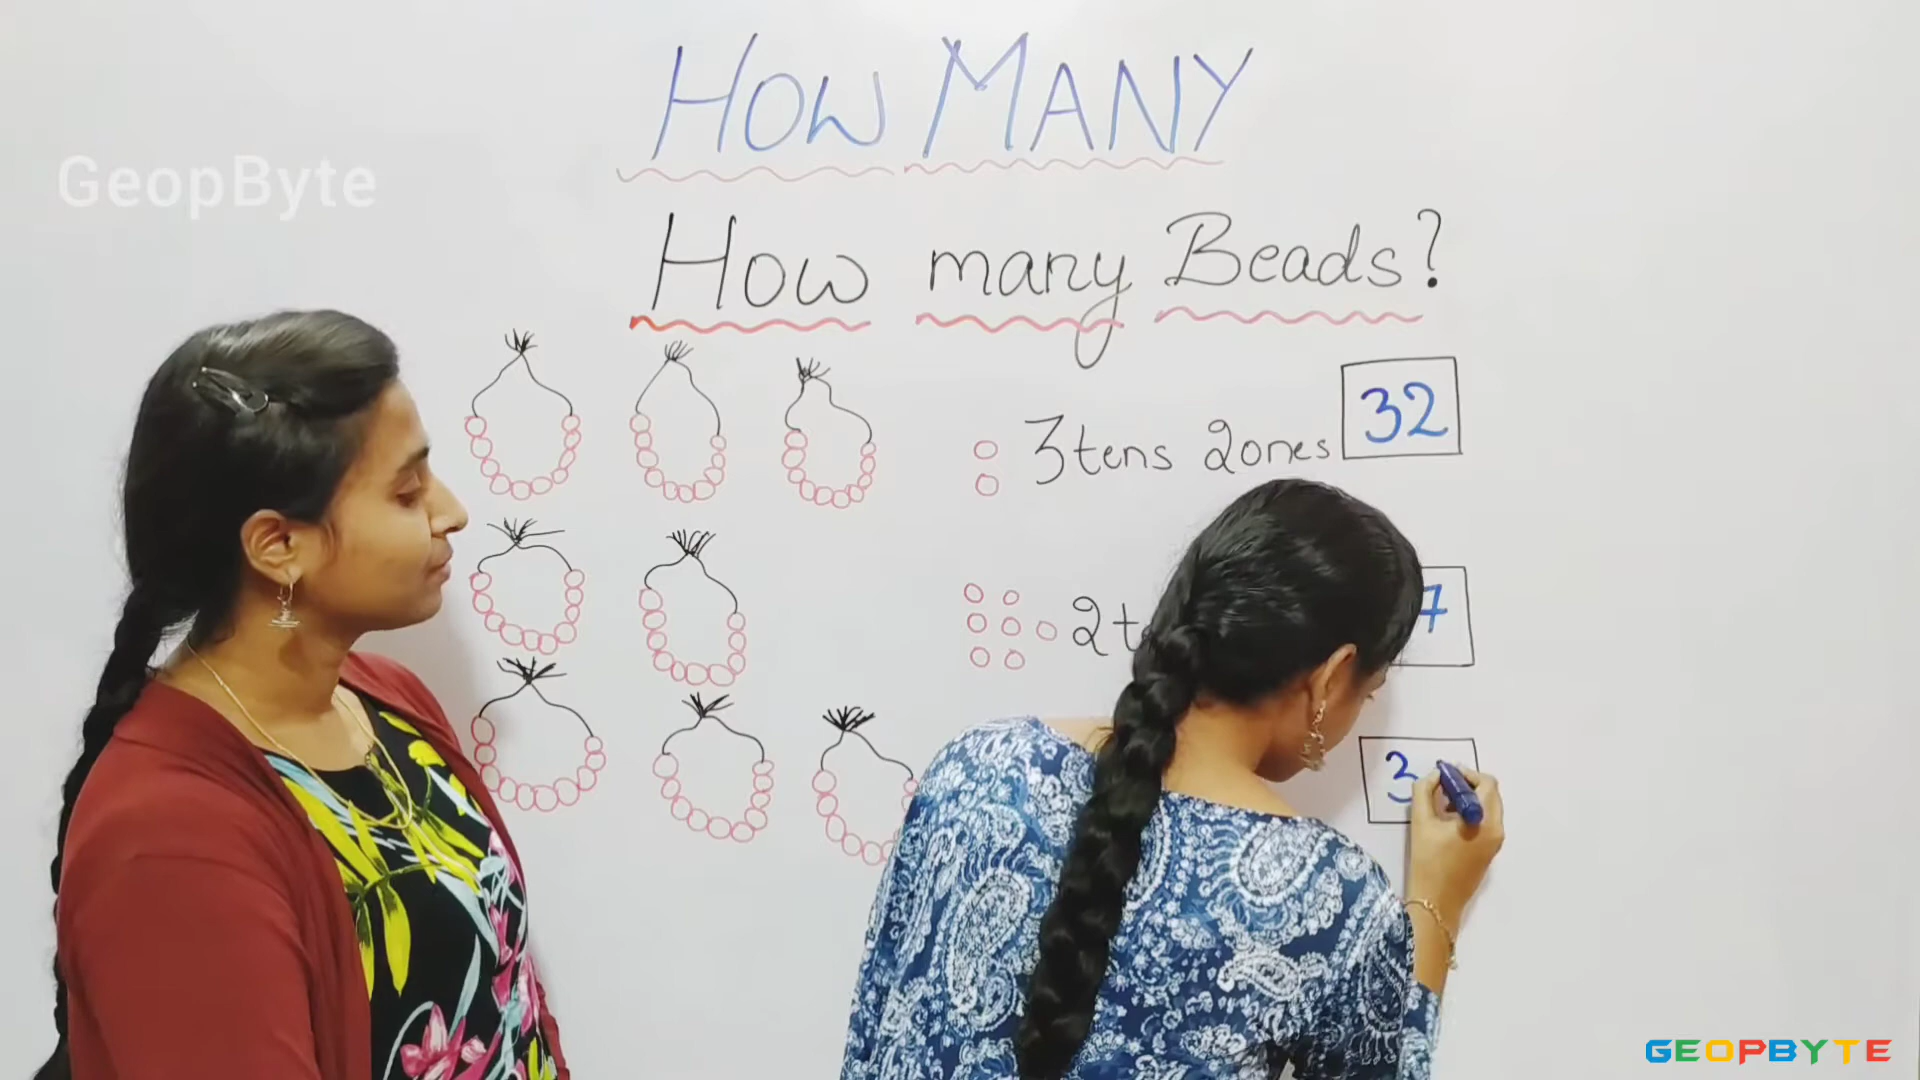 HOW MANY
GeopByte
How many Beads?
3tens 2ones 32
2t 7
3
GEOPBYTE